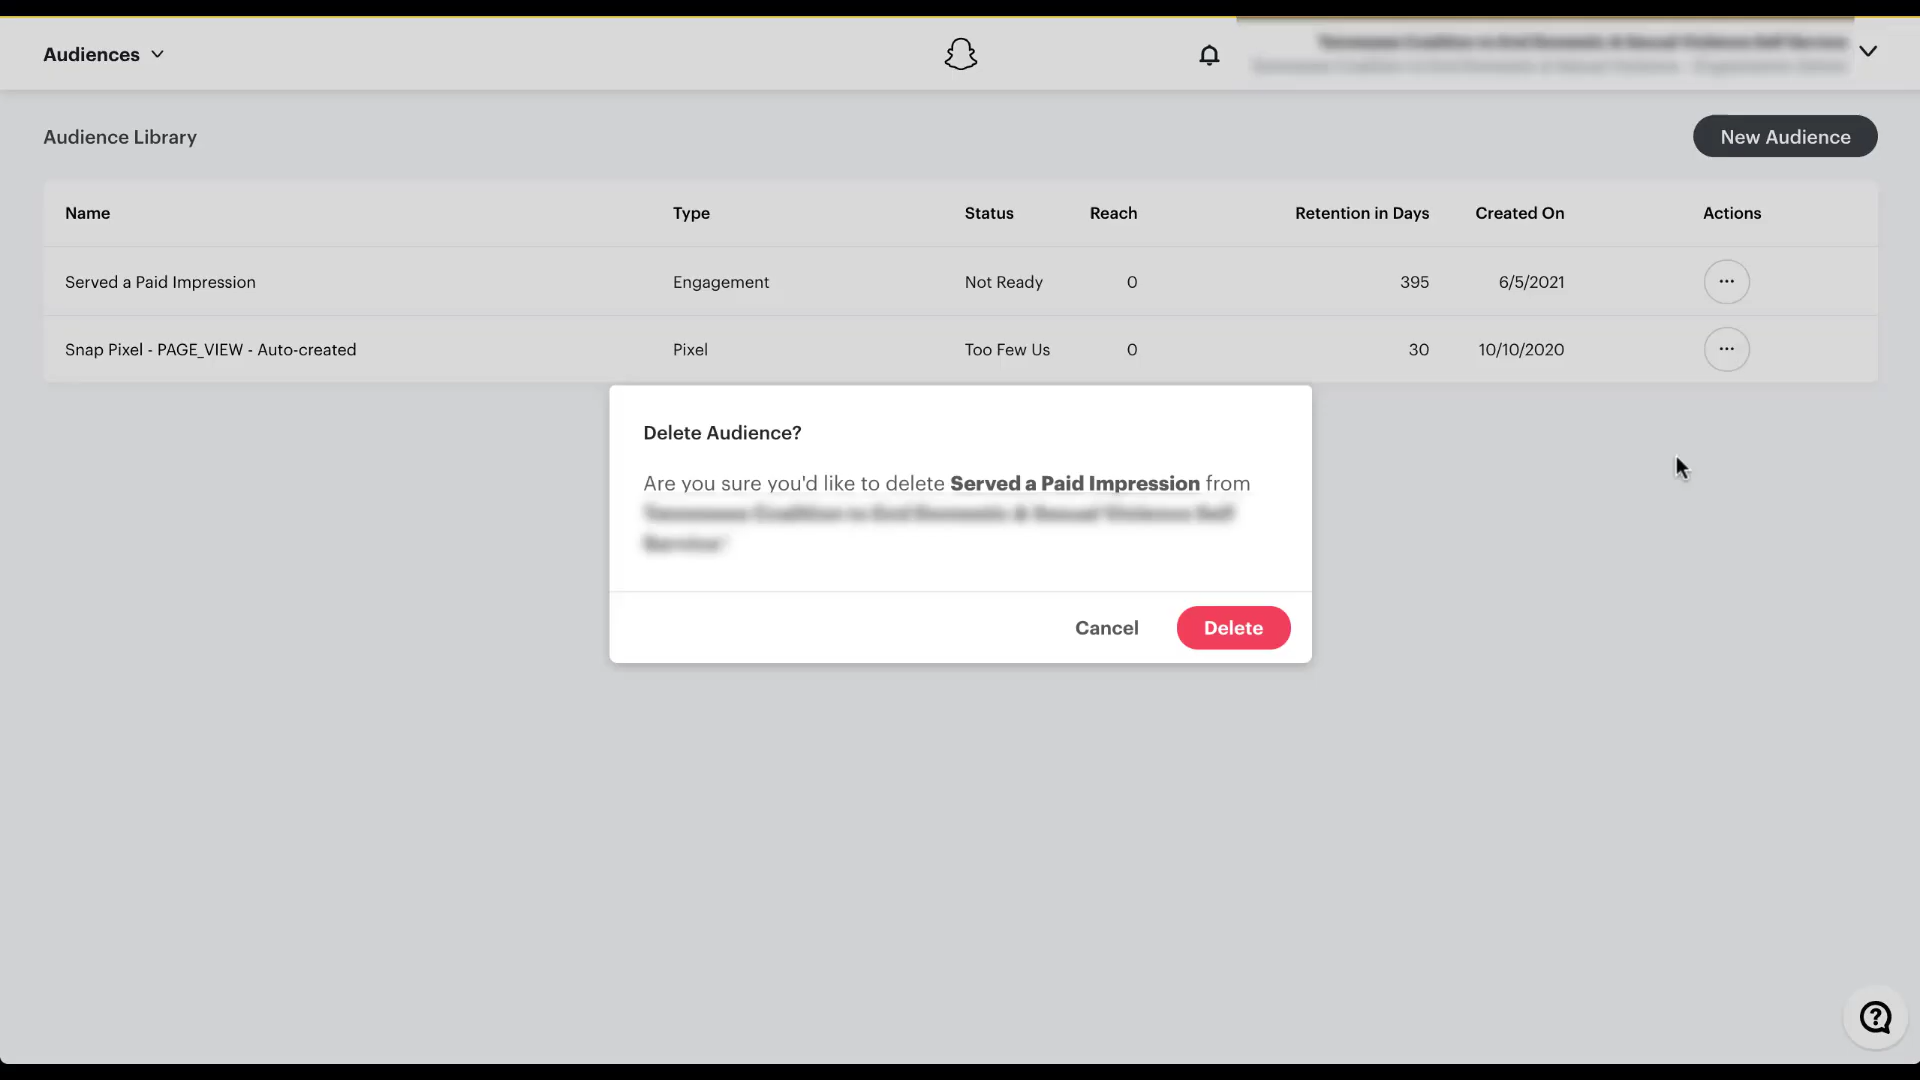 Audiences
Audience Library
New Audience
Name Type Status Reach Retention in Days Created On Actions
Served a Paid Impression Engagement Not Ready 0 395 6/5/2021
Snap Pixel - PAGE_VIEW - Auto-created Pixel Too Few Us 0 30 10/10/2020
Delete Audience?
Are you sure you'd like to delete Served a Paid Impression from
Cancel Delete